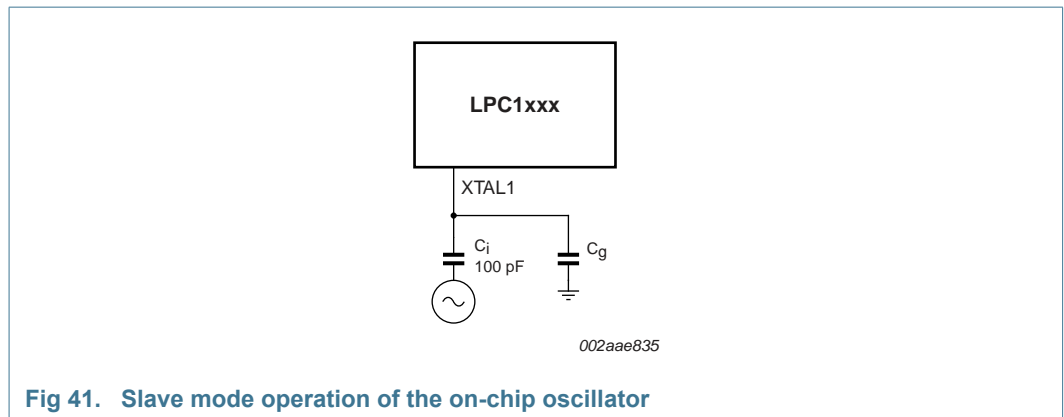 LPC1xxx
XTAL1
Ci
100 pF
Cg
002aae835
Fig 41. Slave mode operation of the on-chip oscillator